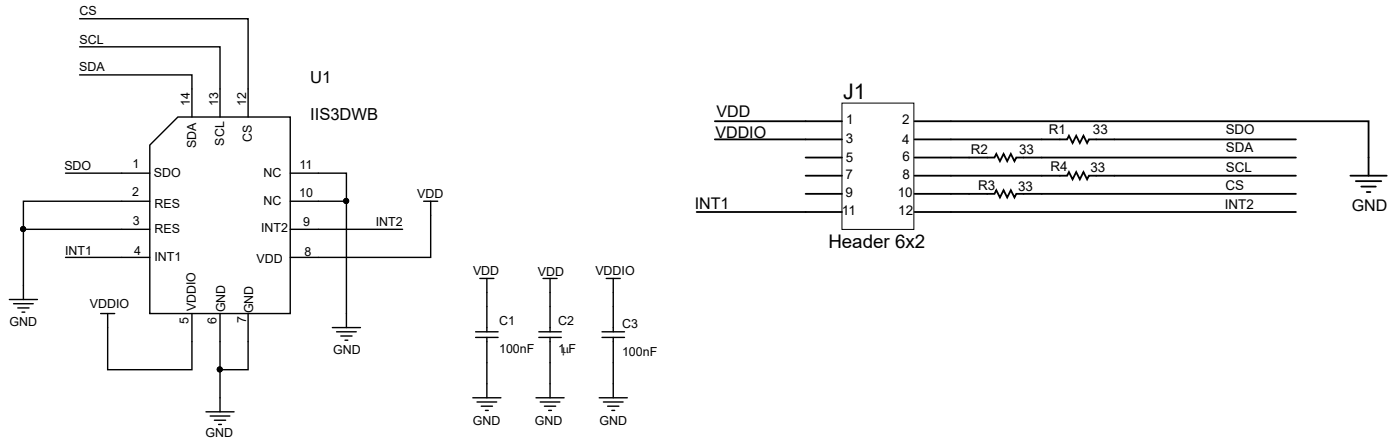 CS
SCL
SDA
U1
IIS3DWB
14
13
12
SDA
SCL
CS
SDO
1
SDO
2
RES
3
RES
INT1
4
INT1
NC
11
NC
10
INT2
9
INT2
VDD
8
VDD
VDDIO
GND
GND
5
6
7
GND
VDDIO
GND
GND
VDD
C1
100nF
GND
VDD
C2
1µF
GND
VDDIO
C3
100nF
GND
J1
VDD
1
2
VDDIO
3
4
R1
33
SDO
5
6
R2
33
SDA
7
8
R4
33
SCL
9
10
R3
33
CS
INT1
11
12
INT2
Header 6x2
GND